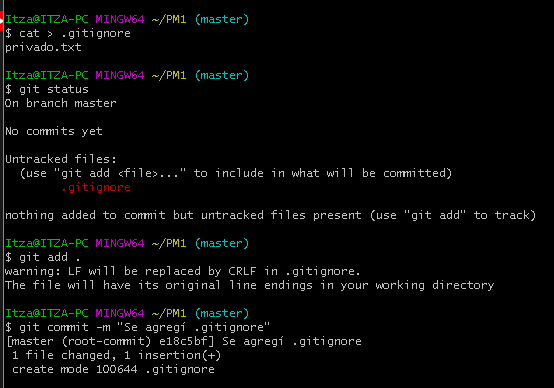 Itza@ITZA-PC MINGW64 ~/PM1 (master)
$ cat > .gitignore
privado.txt
Itza@ITZA-PC MINGW64 ~/PM1 (master)
$ git status
On branch master
No commits yet
Untracked files:
(use "git add <file>..." to include in what will be committed)
.gitignore
nothing added to commit but untracked files present (use "git add" to track)
Itza@ITZA-PC MINGW64 ~/PM1 (master)
$ git add .
warning: LF will be replaced by CRLF in .gitignore.
The file will have its original line endings in your working directory
Itza@ITZA-PC MINGW64 ~/PM1 (master)
$ git commit -m "Se agregí .gitignore"
[master (root-commit) e18c5bf] Se agregí .gitignore
1 file changed, 1 insertion(+)
create mode 100644 .gitignore